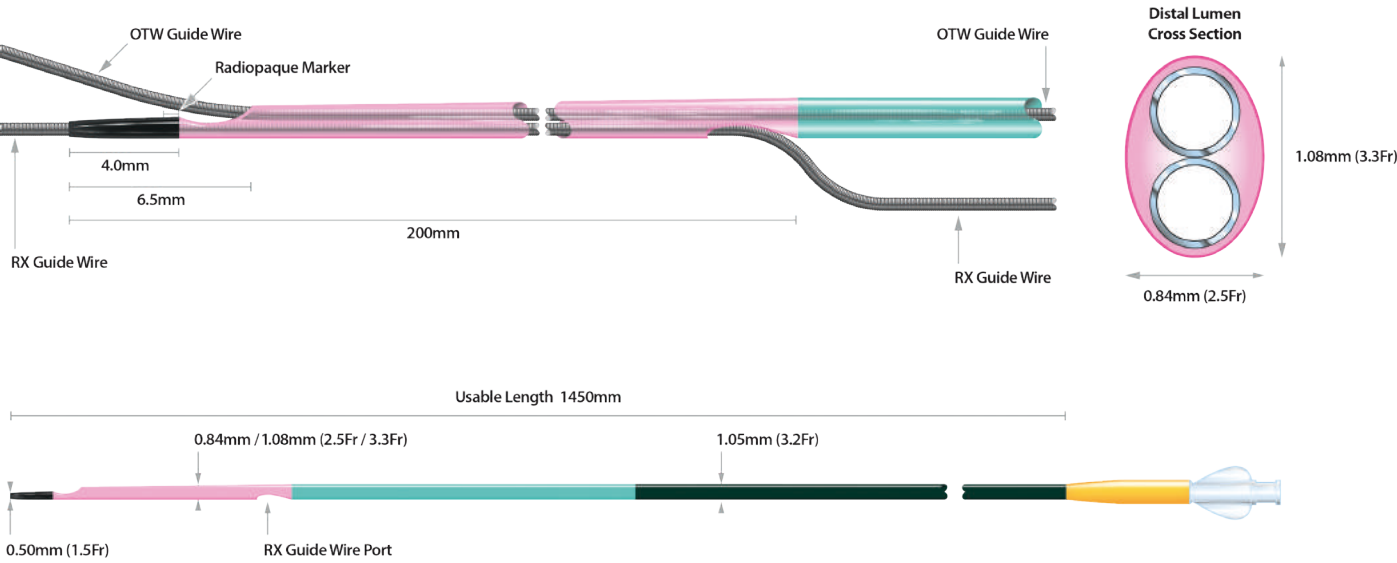 Distal Lumen
Cross Section
OTW Guide Wire
OTW Guide Wire
Radiopaque Marker
4.0mm
1.08mm (3.3Fr)
6.5mm
200mm
RX Guide Wire
RX Guide Wire
0.84mm (2.5Fr)
Usable Length 1450mm
0.84mm / 1.08mm (2.5Fr / 3.3Fr)
1.05mm (3.2Fr)
0.50mm (1.5Fr)
RX Guide Wire Port